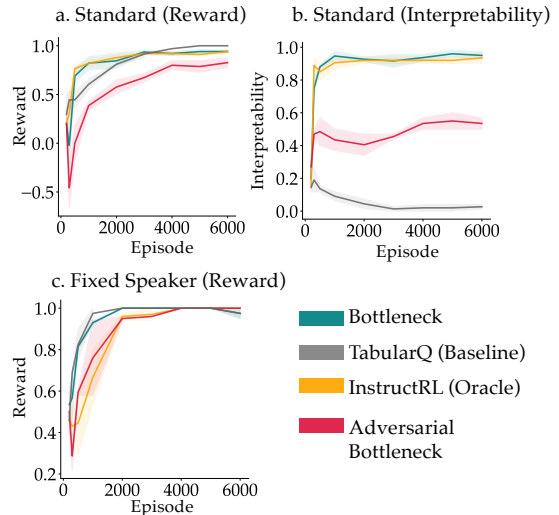 a. Standard (Reward)
1.0
0.5
0.0
−0.5
Reward
0
2000
4000
6000
Episode
b. Standard (Interpretability)
1.0
0.8
0.6
0.4
0.2
0.0
Interpretability
0
2000
4000
6000
Episode
c. Fixed Speaker (Reward)
1.0
0.8
0.6
0.4
0.2
Reward
0
2000
4000
6000
Episode
Bottleneck
TabularQ (Baseline)
InstructRL (Oracle)
Adversarial
Bottleneck